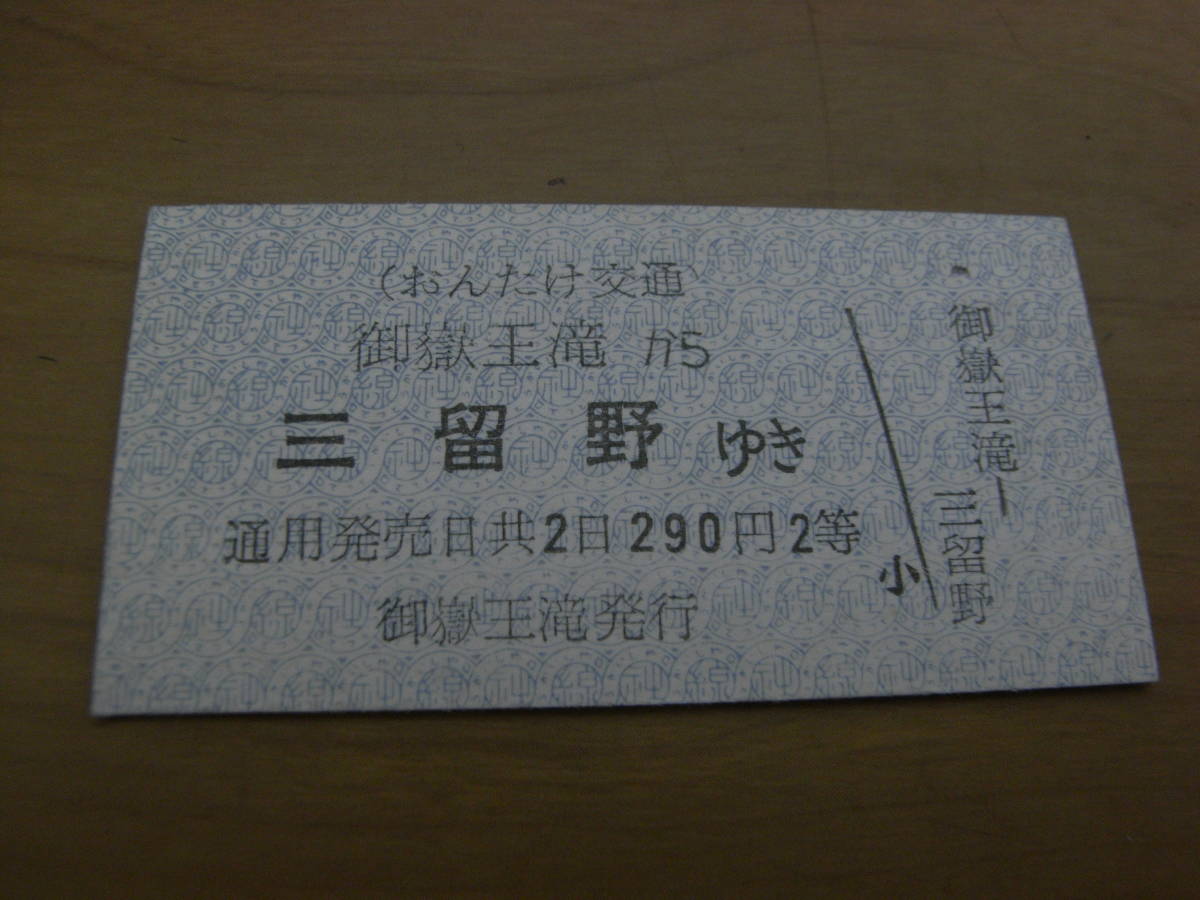 (おんたけ交通)
御嶽王滝 から
三留野 ゆき
通用発売日共2日290円2等
御嶽王滝発行
小
御嶽王滝―
三留野